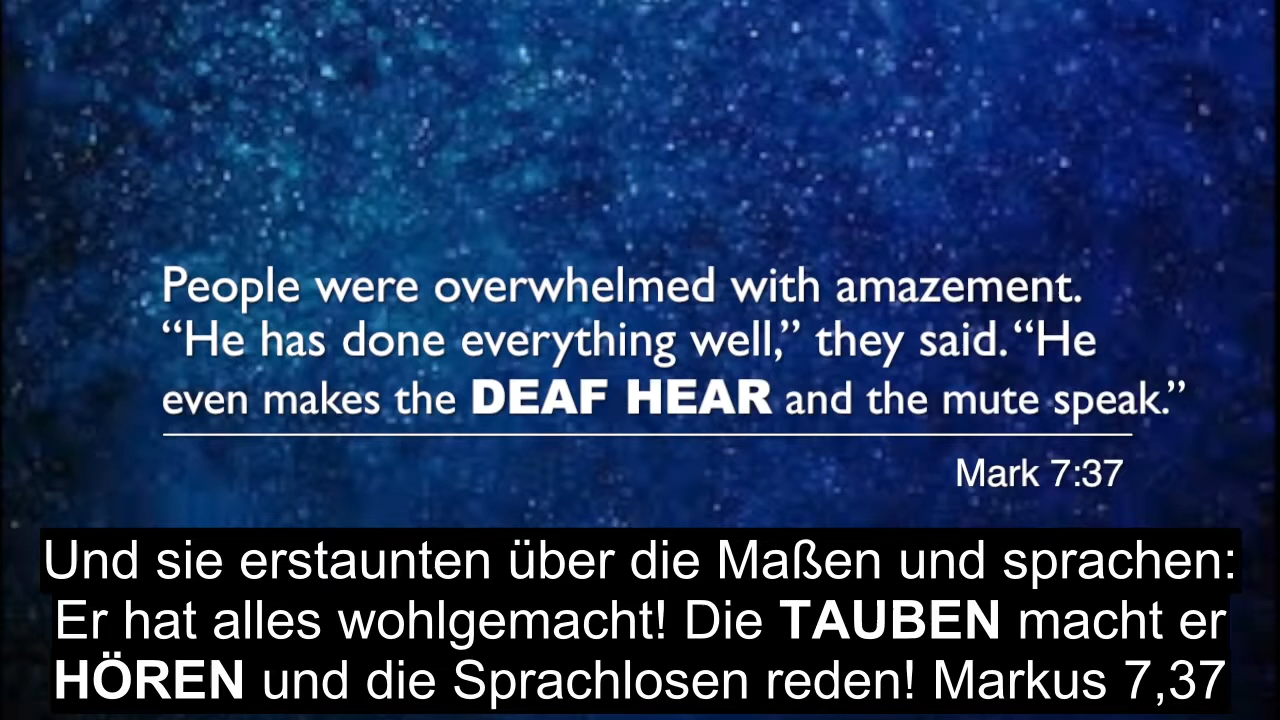 People were overwhelmed with amazement.
“He has done everything well,” they said. “He
even makes the DEAF HEAR and the mute speak.”
Mark 7:37
Und sie erstaunten über die Maßen und sprachen:
Er hat alles wohlgemacht! Die TAUBEN macht er
HÖREN und die Sprachlosen reden! Markus 7,37